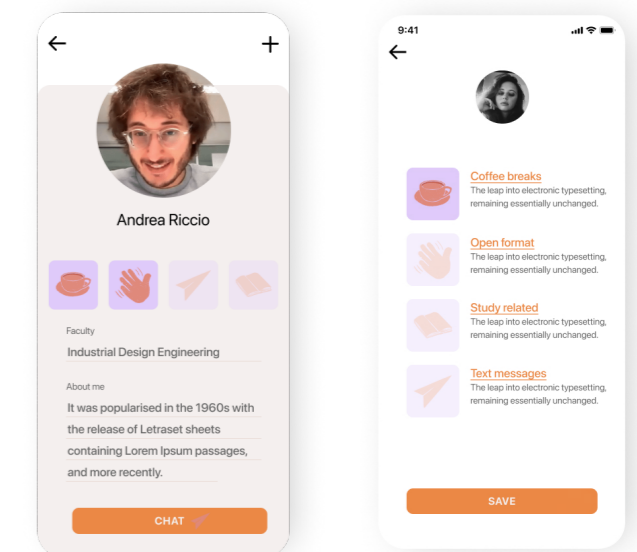 Andrea Riccio
Faculty
Industrial Design Engineering
About me
It was popularised in the 1960s with
the release of Letraset sheets
containing Lorem Ipsum passages,
and more recently.
CHAT
9:41
Coffee breaks
The leap into electronic typesetting,
remaining essentially unchanged.
Open format
The leap into electronic typesetting,
remaining essentially unchanged.
Study related
The leap into electronic typesetting,
remaining essentially unchanged.
Text messages
The leap into electronic typesetting,
remaining essentially unchanged.
SAVE